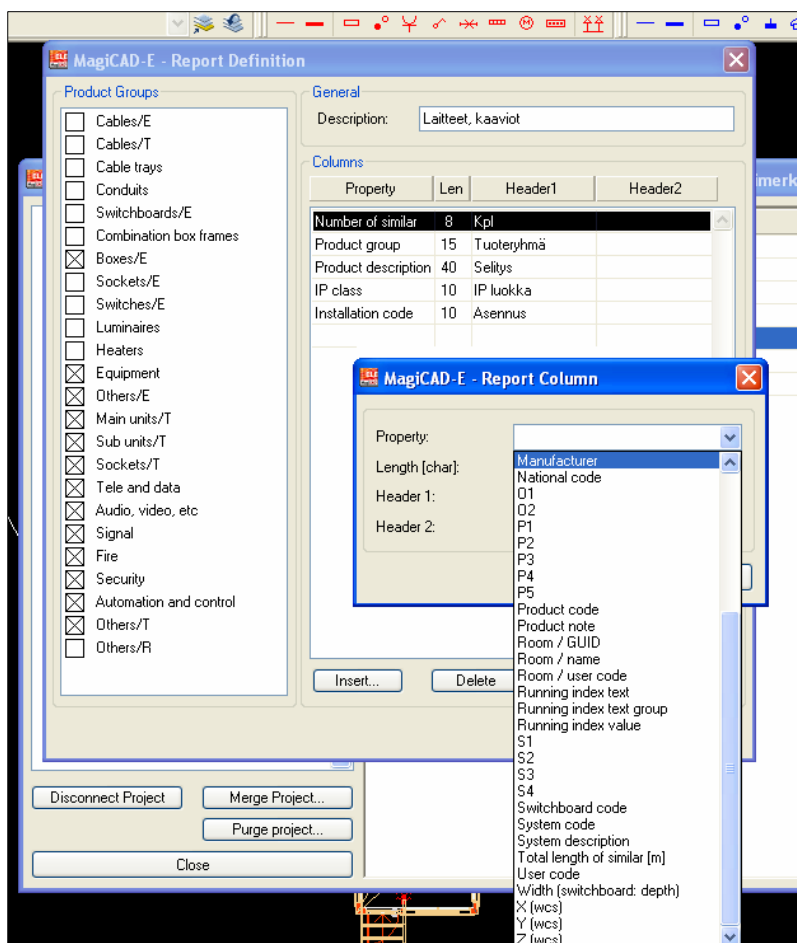 MagiCAD-E - Report Definition
Product Groups
Cables/E
Cables/T
Cable trays
Conduits
Switchboards/E
Combination box frames
Boxes/E
Sockets/E
Switches/E
Luminaires
Heaters
Equipment
Others/E
Main units/T
Sub units/T
Sockets/T
Tele and data
Audio, video, etc
Signal
Fire
Security
Automation and control
Others/T
Others/R
General
Description: Laitteet, kaaviot
Columns
Property Len Header1 Header2
Number of similar 8 Kpl
Product group 15 Tuoteryhmä
Product description 40 Selitys
IP class 10 IP luokka
Installation code 10 Asennus
Insert... Delete
MagiCAD-E - Report Column
Property:
Length [char]:
Header 1:
Header 2:
Manufacturer
National code
O1
O2
P1
P2
P3
P4
P5
Product code
Product note
Room / GUID
Room / name
Room / user code
Running index text
Running index text group
Running index value
S1
S2
S3
S4
Switchboard code
System code
System description
Total length of similar [m]
User code
Width (switchboard: depth)
X (wcs)
Y (wcs)
Z (wcs)
Disconnect Project Merge Project...
Purge project...
Close